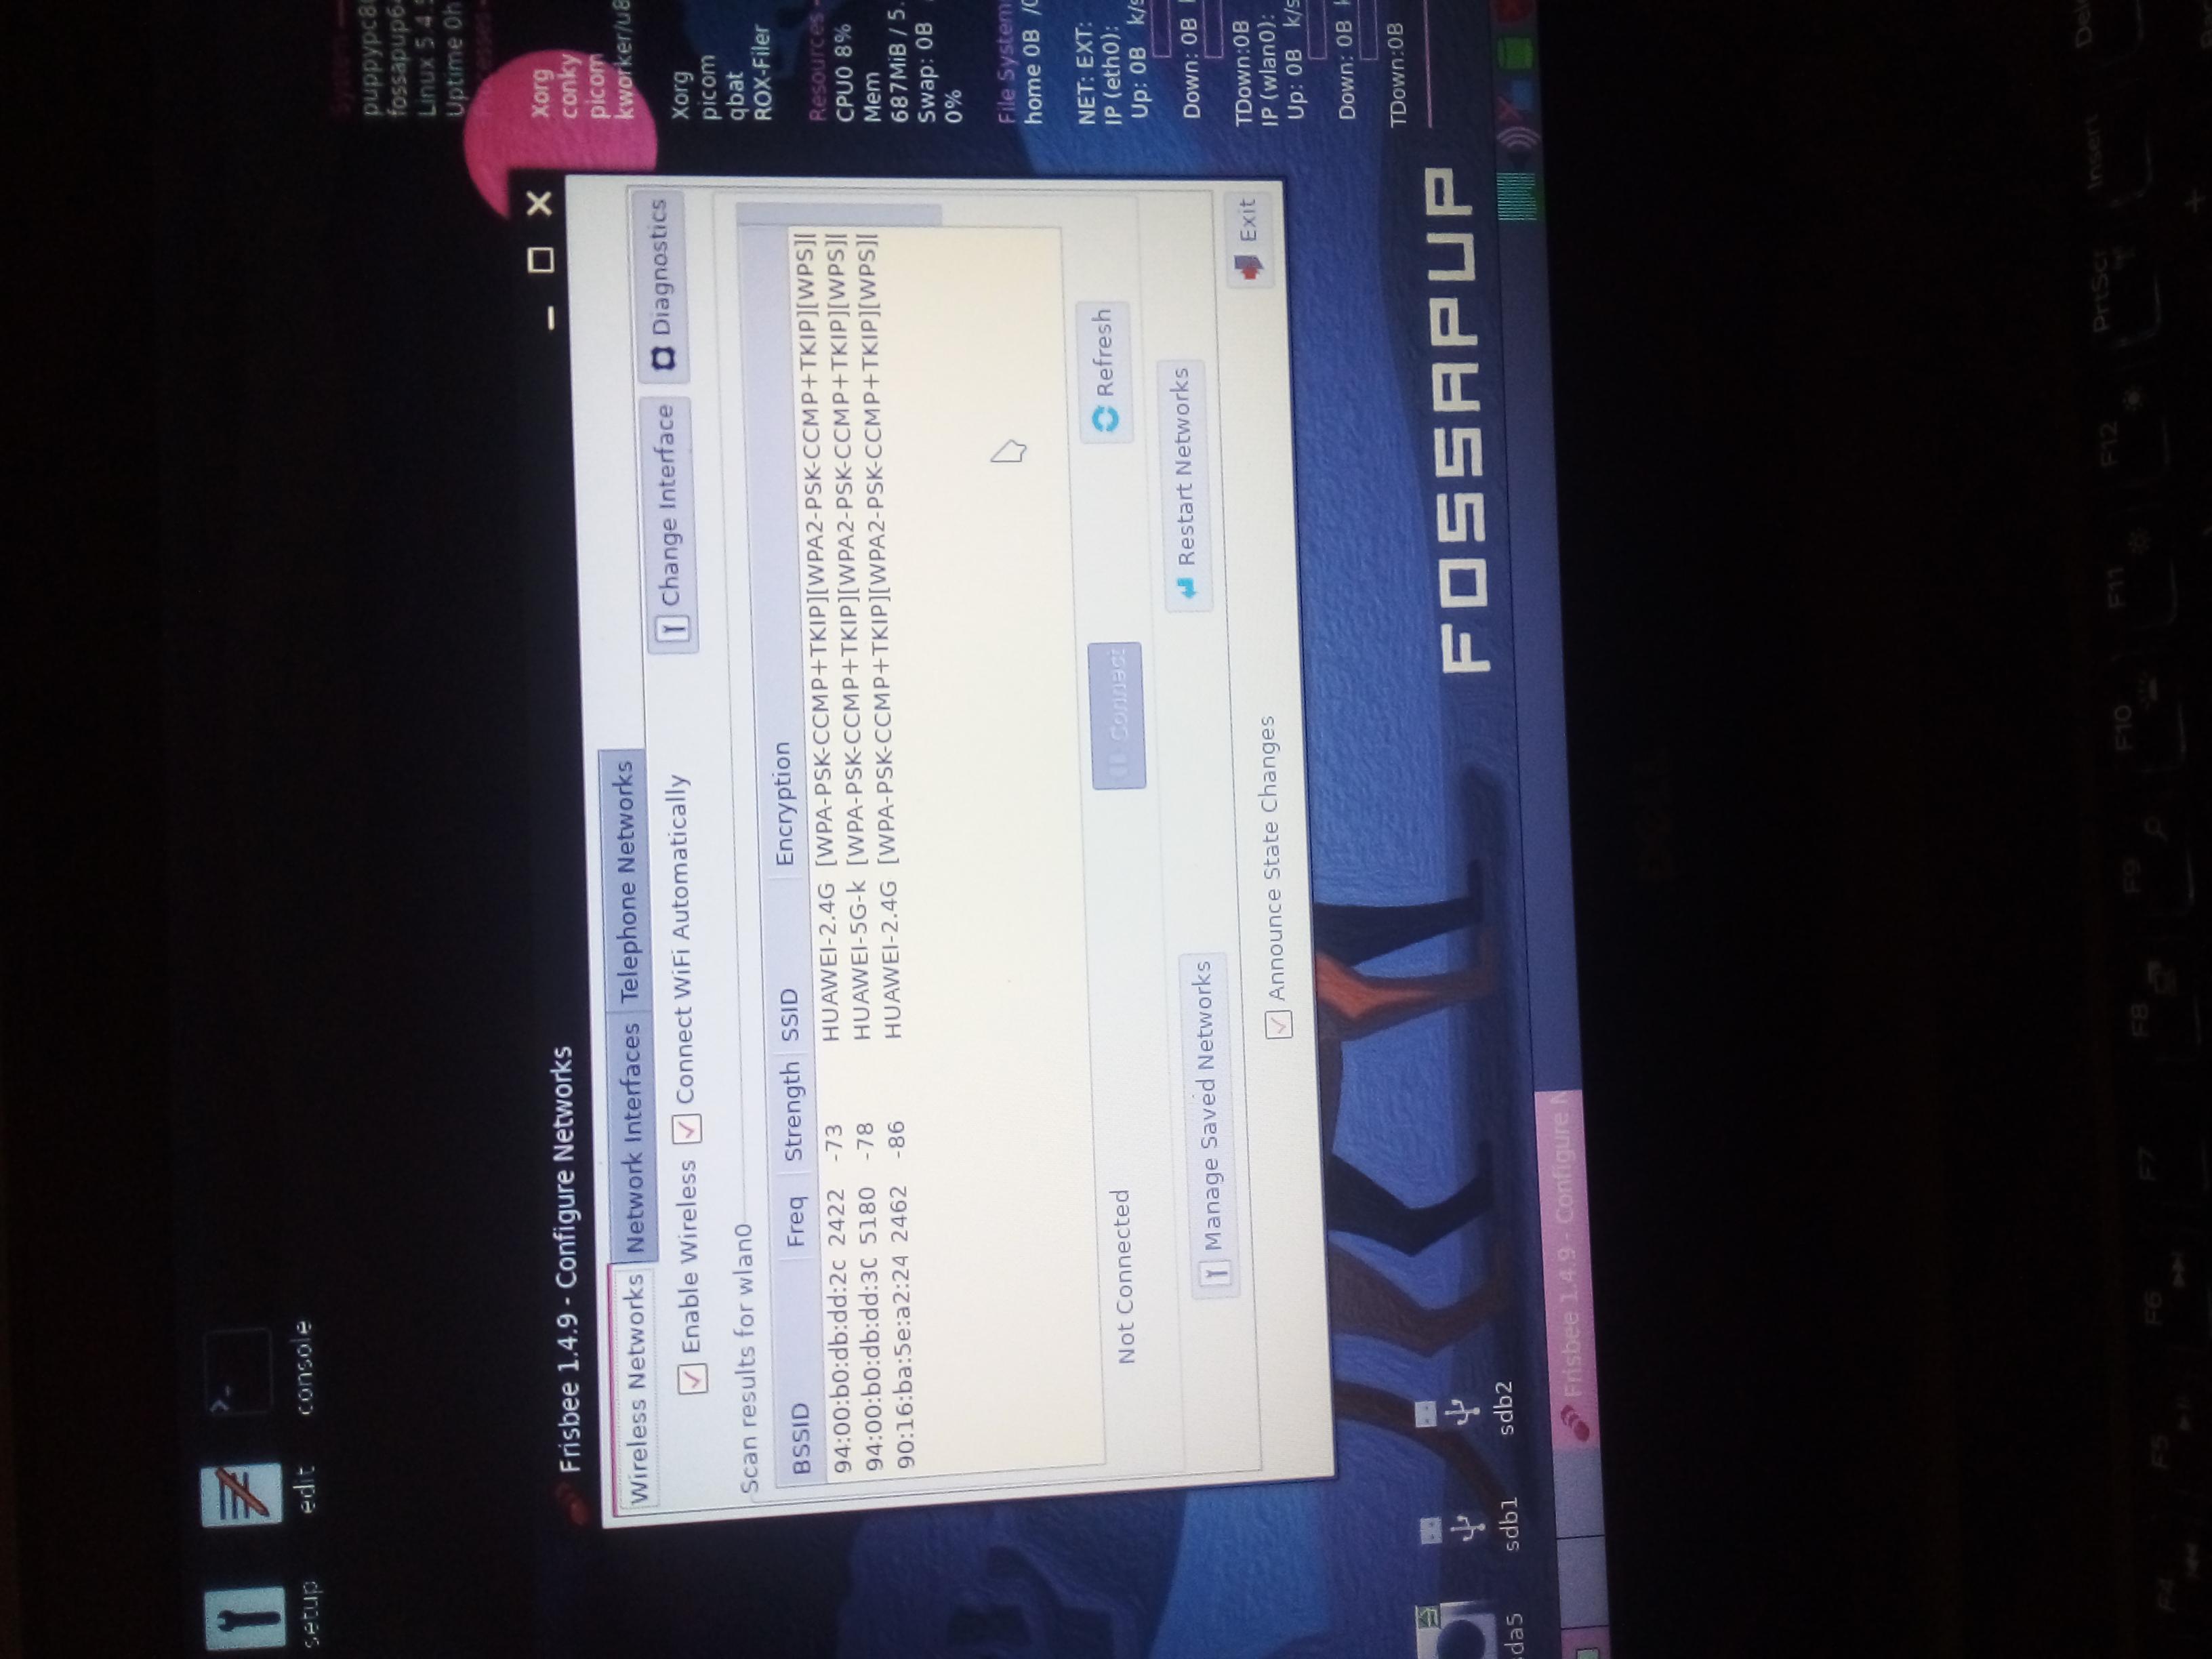 setup edit console
System
puppypc8
fossapup6
Linux 5.4.
Uptime 0h
Processes
Frisbee 1.4.9 - Configure Networks
Xorg
conky
picom
kworker/u8
Wireless Networks Network Interfaces Telephone Networks
Enable Wireless Connect WiFi Automatically Change Interface Diagnostics
Xorg
picom
qbat
ROX-Filer
Scan results for wlan0
BSSID Freq Strength SSID Encryption
94:00:b0:db:dd:2c 2422 -73 HUAWEI-2.4G [WPA-PSK-CCMP+TKIP][WPA2-PSK-CCMP+TKIP][WPS][
94:00:b0:db:dd:3C 5180 -78 HUAWEI-5G-k [WPA-PSK-CCMP+TKIP][WPA2-PSK-CCMP+TKIP][WPS][
90:16:ba:5e:a2:24 2462 -86 HUAWEI-2.4G [WPA-PSK-CCMP+TKIP][WPA2-PSK-CCMP+TKIP][WPS][
Resources
CPU0 8%
Mem
687MiB / 5.
Swap: 0B
0%
File System
home 0B /
Not Connected Connect Refresh
NET: EXT:
IP (eth0):
Up: 0B k/s
Down: 0B
Manage Saved Networks Restart Networks
Announce State Changes Exit
TDown:0B
IP (wlan0):
Up: 0B k/s
Down: 0B
TDown:0B
FOSSAPUP
da5 sdb1 sdb2
Frisbee 1.4.9 - Configure N
DELL
F4 F5 F6 F7 F8 F9 F10 F11 F12 PrtScr Insert Del